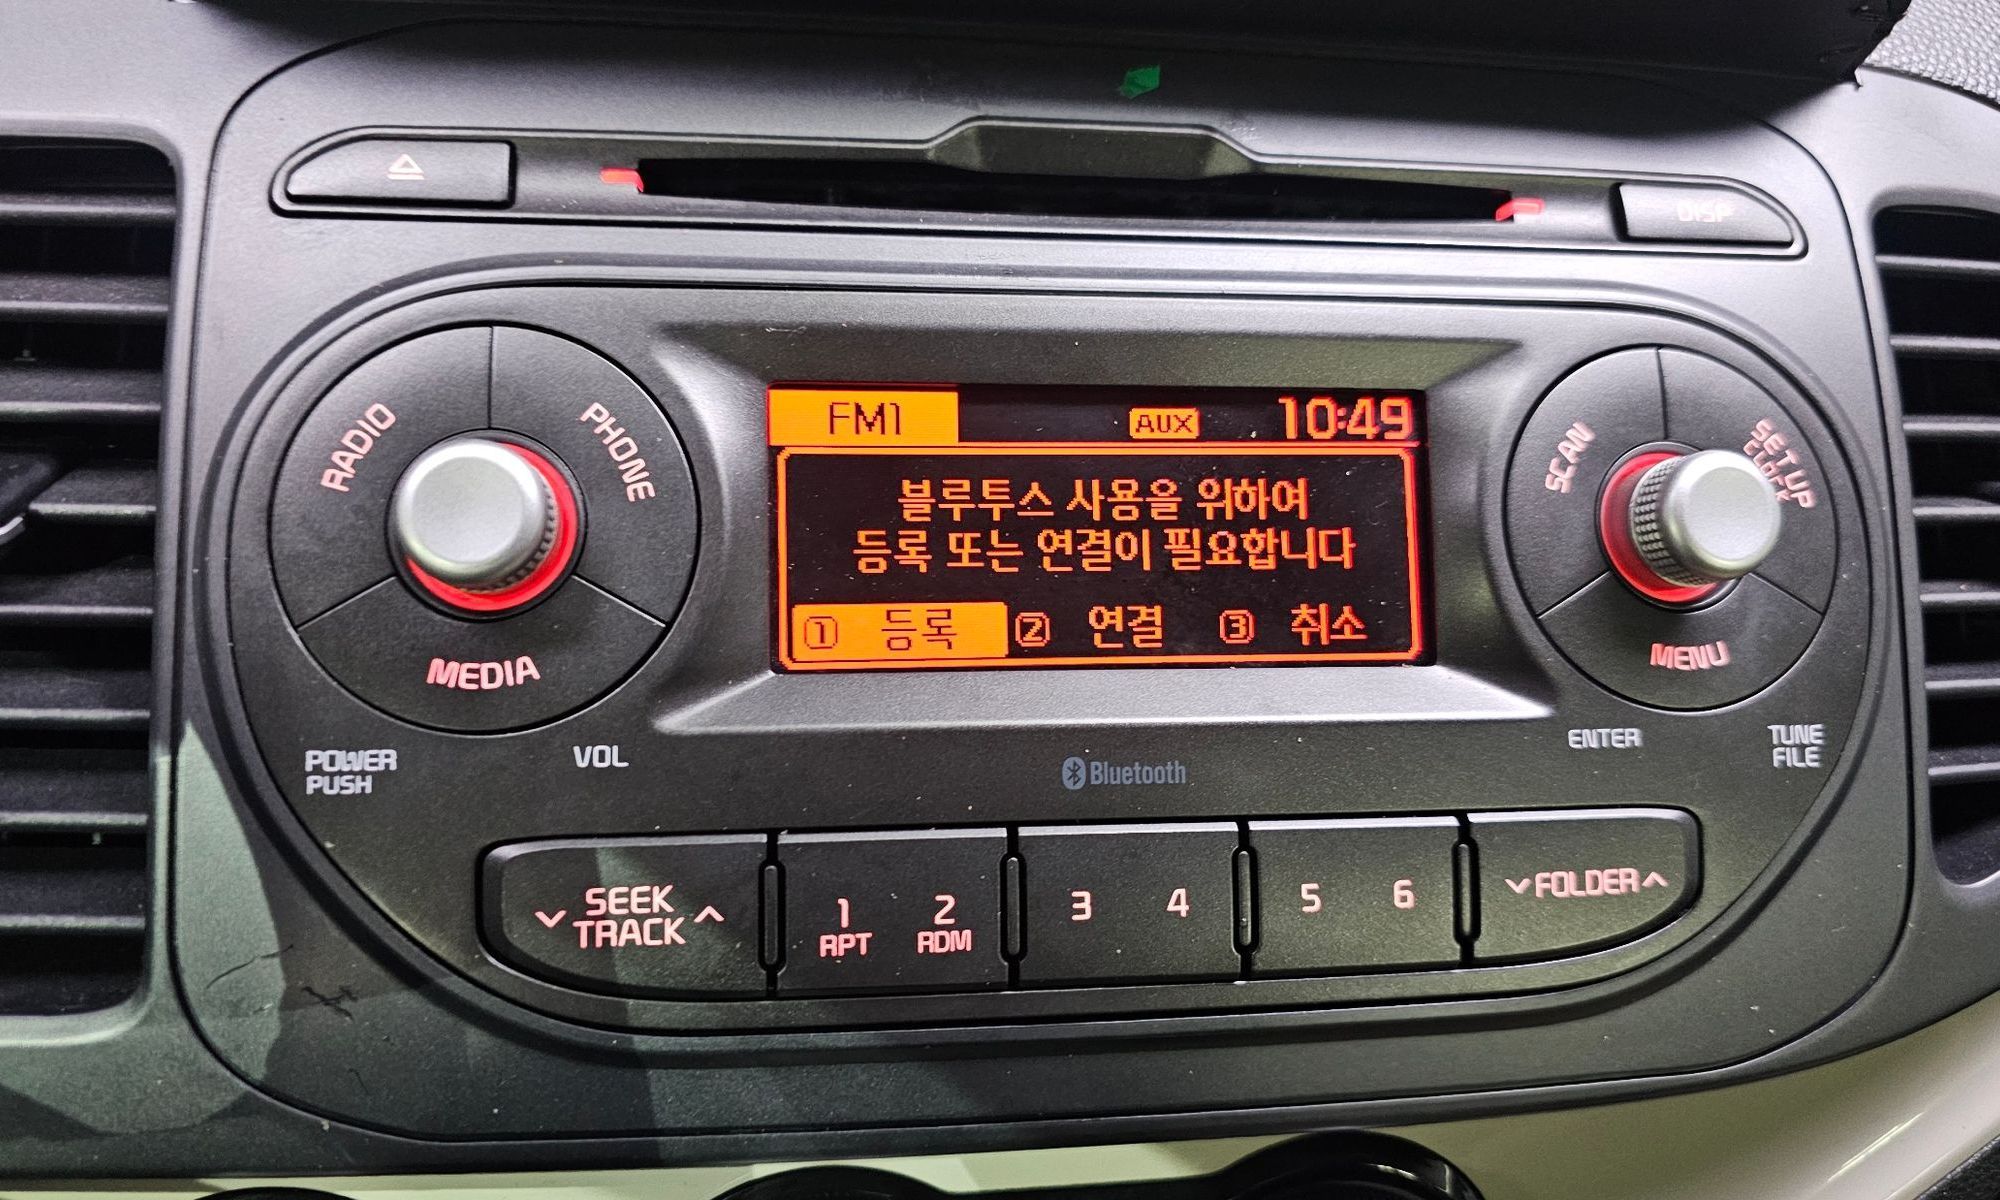 DISP
RADIO
PHONE
MEDIA
POWER
PUSH
VOL
FM1 AUX 10:49
블루투스 사용을 위하여
등록 또는 연결이 필요합니다
① 등록 ② 연결 ③ 취소
Bluetooth
SCAN
SETUP
CLOCK
MENU
ENTER
TUNE
FILE
SEEK
TRACK
1 2
RPT RDM
3 4
5 6
FOLDER